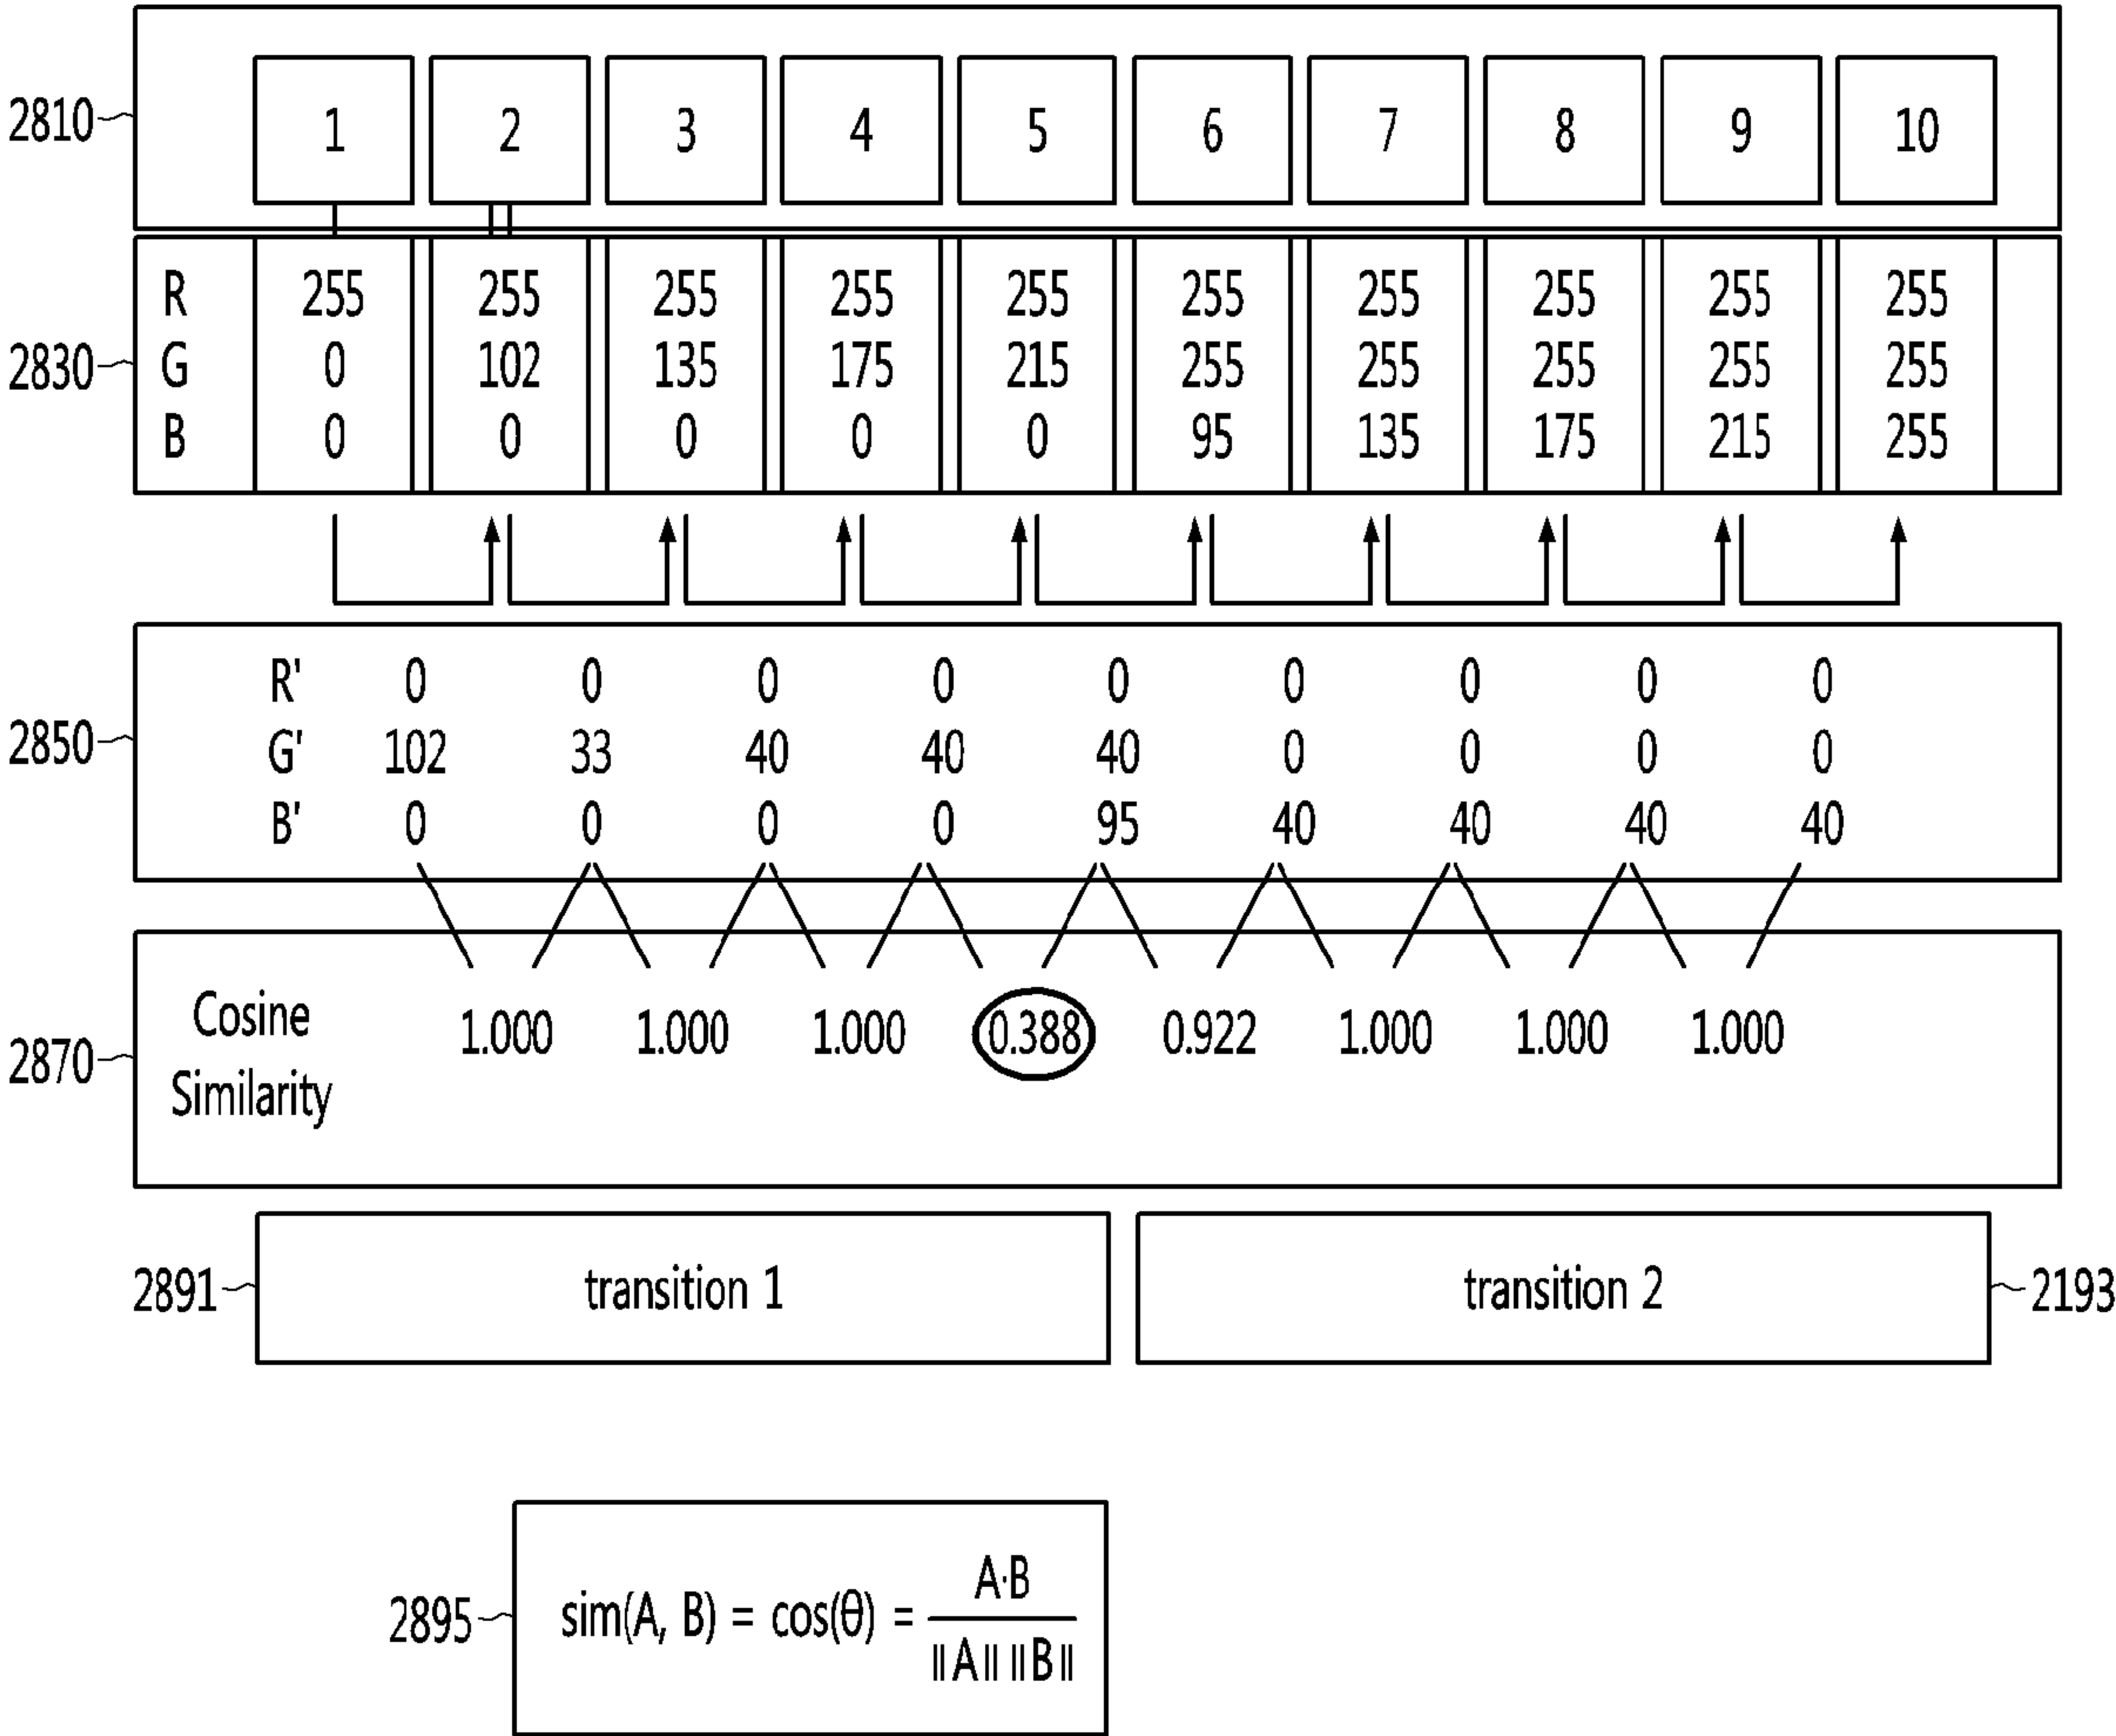 2810 1 2 3 4 5 6 7 8 9 10
R 255 255 255 255 255 255 255 255 255 255
2830 G 0 102 135 175 215 255 255 255 255 255
B 0 0 0 0 0 95 135 175 215 255
R' 0 0 0 0 0 0 0 0 0
2850 G' 102 33 40 40 40 0 0 0 0
B' 0 0 0 0 95 40 40 40 40
Cosine 1.000 1.000 1.000 0.388 0.922 1.000 1.000 1.000
2870
Similarity
2891 transition 1 transition 2 2193
2895 sim(A, B) = cos(θ) = A·B / ‖A‖ ‖B‖